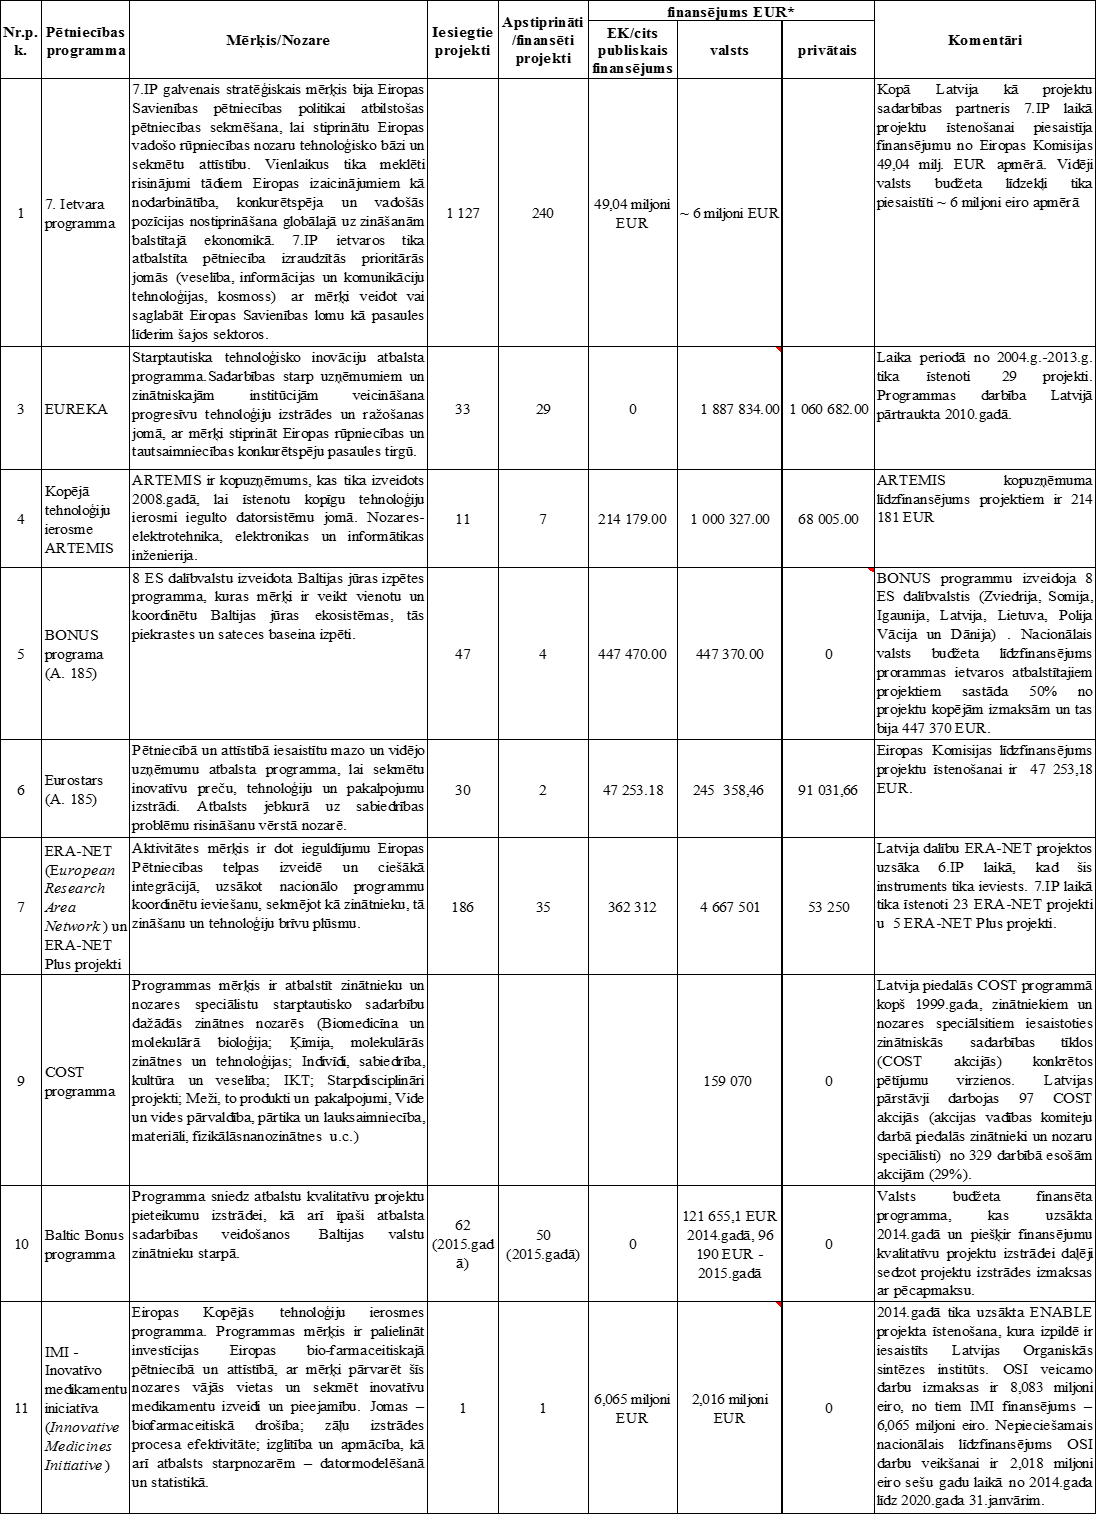 Nr.p.k.
Pētniecības programma
Mērķis/Nozare
Iesiegtie projekti
Apstiprināti/finansēti projekti
finansējums EUR*
EK/cits publiskais finansējums
valsts
privātais
Komentāri
1
7. Ietvara
programma
7.IP galvenais stratēģiskais mērķis bija Eiropas
Savienības pētniecības politikai atbilstošas
pētniecības sekmēšana, lai stiprinātu Eiropas
vadošo rūpniecības nozaru tehnoloģisko bāzi un
sekmētu attīstību. Vienlaikus tika meklēti
risinājumi tādiem Eiropas izaicinājumiem kā
nodarbinātība, konkurētspēja un vadošās
pozīcijas nostiprināšana globālajā uz zināšanām
balstītajā ekonomikā. 7.IP ietvaros tika
atbalstīta pētniecība izraudzītās prioritārās
jomās (veselība, informācijas un komunikāciju
tehnoloģijas, kosmoss) ar mērķi veidot vai
saglabāt Eiropas Savienības lomu kā pasaules
līderim šajos sektoros.
1 127
240
49,04 miljoni
EUR
~ 6 miljoni EUR
Kopā Latvija kā projektu
sadarbības partneris 7.IP laikā
projektu īstenošanai piesaistīja
finansējumu no Eiropas Komisijas
49,04 milj. EUR apmērā. Vidēji
valsts budžeta līdzekļi tika
piesaistīti ~ 6 miljoni eiro apmērā
3
EUREKA
Starptautiska tehnoloģisko inovāciju atbalsta
programma.Sadarbības starp uzņēmumiem un
zinātniskajām institūcijām veicināšana
progresīvu tehnoloģiju izstrādes un ražošanas
jomā, ar mērķi stiprināt Eiropas rūpniecības un
tautsaimniecības konkurētspēju pasaules tirgū.
33
29
0
1 887 834.00
1 060 682.00
Laika periodā no 2004.g.-2013.g.
tika īstenoti 29 projekti.
Programmas darbība Latvijā
pārtraukta 2010.gadā.
4
Kopējā
tehnoloģiju
ierosme
ARTEMIS
ARTEMIS ir kopuzņēmums, kas tika izveidots
2008.gadā, lai īstenotu kopīgu tehnoloģiju
ierosmi iegulto datorsistēmu jomā. Nozares-
elektrotehnika, elektronikas un informātikas
inženierija.
11
7
214 179.00
1 000 327.00
68 005.00
ARTEMIS kopuzņēmuma
līdzfinansējums projektiem ir 214
181 EUR
5
BONUS
programa
(A. 185)
8 ES dalībvalstu izveidota Baltijas jūras izpētes
programma, kuras mērķi ir veikt vienotu un
koordinētu Baltijas jūras ekosistēmas, tās
piekrastes un sateces baseina izpēti.
47
4
447 470.00
447 370.00
0
BONUS programmu izveidoja 8
ES dalībvalstis (Zviedrija, Somija,
Igaunija, Latvija, Lietuva, Polija
Vācija un Dānija) . Nacionālais
valsts budžeta līdzfinansējums
prorammas ietvaros atbalstītajiem
projektiem sastāda 50% no
projektu kopējām izmaksām un tas
bija 447 370 EUR.
6
Eurostars
(A. 185)
Pētniecībā un attīstībā iesaistītu mazo un vidējo
uzņēmumu atbalsta programma, lai sekmētu
inovatīvu preču, tehnoloģiju un pakalpojumu
izstrādi. Atbalsts jebkurā uz sabiedrības
problēmu risināšanu vērstā nozarē.
30
2
47 253.18
245 358,46
91 031,66
Eiropas Komisijas līdzfinansējums
projektu īstenošanai ir 47 253,18
EUR.
7
ERA-NET
(European
Research
Area
Network ) un
ERA-NET
Plus projekti
Aktivitātes mērķis ir dot ieguldījumu Eiropas
Pētniecības telpas izveidē un ciešākā
integrācijā, uzsākot nacionālo programmu
koordinētu ieviešanu, sekmējot kā zinātnieku, tā
zināšanu un tehnoloģiju brīvu plūsmu.
186
35
362 312
4 667 501
53 250
Latvija dalību ERA-NET projektos
uzsāka 6.IP laikā, kad šis
instruments tika ieviests. 7.IP laikā
tika īstenoti 23 ERA-NET projekti
u 5 ERA-NET Plus projekti.
9
COST
programma
Programmas mērķis ir atbalstīt zinātnieku un
nozares speciālistu starptautisko sadarbību
dažādās zinātnes nozarēs (Biomedicīna un
molekulārā bioloģija; Ķīmija, molekulārās
zinātnes un tehnoloģijas; Indivīdi, sabiedrība,
kultūra un veselība; IKT; Starpdisciplināri
projekti; Meži, to produkti un pakalpojumi, Vide
un vides pārvaldība, pārtika un lauksaimniecība,
materiāli, fizikālāsnanozinātnes u.c.)
159 070
0
Latvija piedalās COST programmā
kopš 1999.gada, zinātniekiem un
nozares speciālsitiem iesaistoties
zinātniskās sadarbības tīklos
(COST akcijās) konkrētos
pētījumu virzienos. Latvijas
pārstāvji darbojas 97 COST
akcijās (akcijas vadības komiteju
darbā piedalās zinātnieki un nozaru
speciālisti) no 329 darbībā esošām
akcijām (29%).
10
Baltic Bonus
programma
Programma sniedz atbalstu kvalitatīvu projektu
pieteikumu izstrādei, kā arī īpaši atbalsta
sadarbības veidošanos Baltijas valstu
zinātnieku starpā.
62
(2015.gad
ā)
50
(2015.gadā)
0
121 655,1 EUR
2014.gadā, 96
190 EUR -
2015.gadā
0
Valsts budžeta finansēta
programma, kas uzsākta
2014.gadā un piešķir finansējumu
kvalitatīvu projektu izstrādei daļēji
sedzot projektu izstrādes izmaksas
ar pēcapmaksu.
11
IMI -
Inovatīvo
medikamentu
iniciatīva
(Innovative
Medicines
Initiative )
Eiropas Kopējās tehnoloģiju ierosmes
programma. Programmas mērķis ir palielināt
investīcijas Eiropas bio-farmaceitiskajā
pētniecībā un attīstībā, ar mērķi pārvarēt šīs
nozares vājās vietas un sekmēt inovatīvu
medikamentu izveidi un pieejamību. Jomas –
biofarmaceitiskā drošība; zāļu izstrādes
procesa efektivitāte; izglītība un apmācība, kā
arī atbalsts starpnozarēm – datormodelēšanā
un statistikā.
1
1
6,065 miljoni
EUR
2,016 miljoni
EUR
0
2014.gadā tika uzsākta ENABLE
projekta īstenošana, kura izpildē ir
iesaistīts Latvijas Organiskās
sintēzes institūts. OSI veicamo
darbu izmaksas ir 8,083 miljoni
eiro, no tiem IMI finansējums –
6,065 miljoni eiro. Nepieciešamais
nacionālais līdzfinansējums OSI
darbu veikšanai ir 2,018 miljoni
eiro sešu gadu laikā no 2014.gada
līdz 2020.gada 31.janvārim.